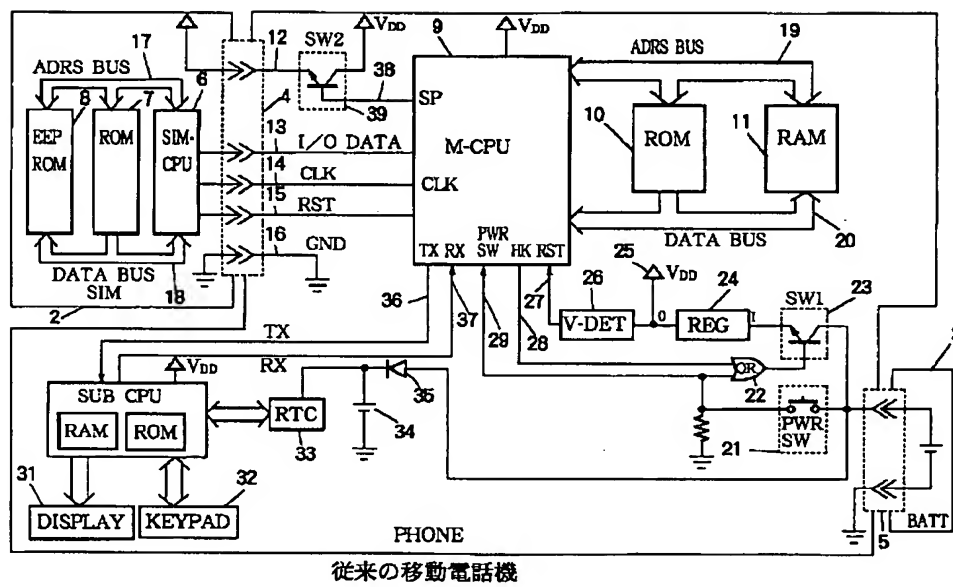 17
6
12
SW2
VDD
9
VDD
19
ADRS BUS
8
7
4
38
ADRS BUS
EEP ROM
ROM
SIM-CPU
13
39
SP
M-CPU
10
ROM
11
RAM
I/O DATA
14
CLK
CLK
15
RST
16
GND
PWR
TX RX SW HK RST
DATA BUS
20
DATA BUS
SIM
18
2
36
37
29
28
27
25
VDD
26
V-DET
24
REG
O
I
SW1
23
TX
RX
VDD
SUB CPU
RAM
ROM
35
RTC
33
34
OR
22
PWR SW
21
31
32
DISPLAY
KEYPAD
PHONE
5
BATT
従来の移動電話機